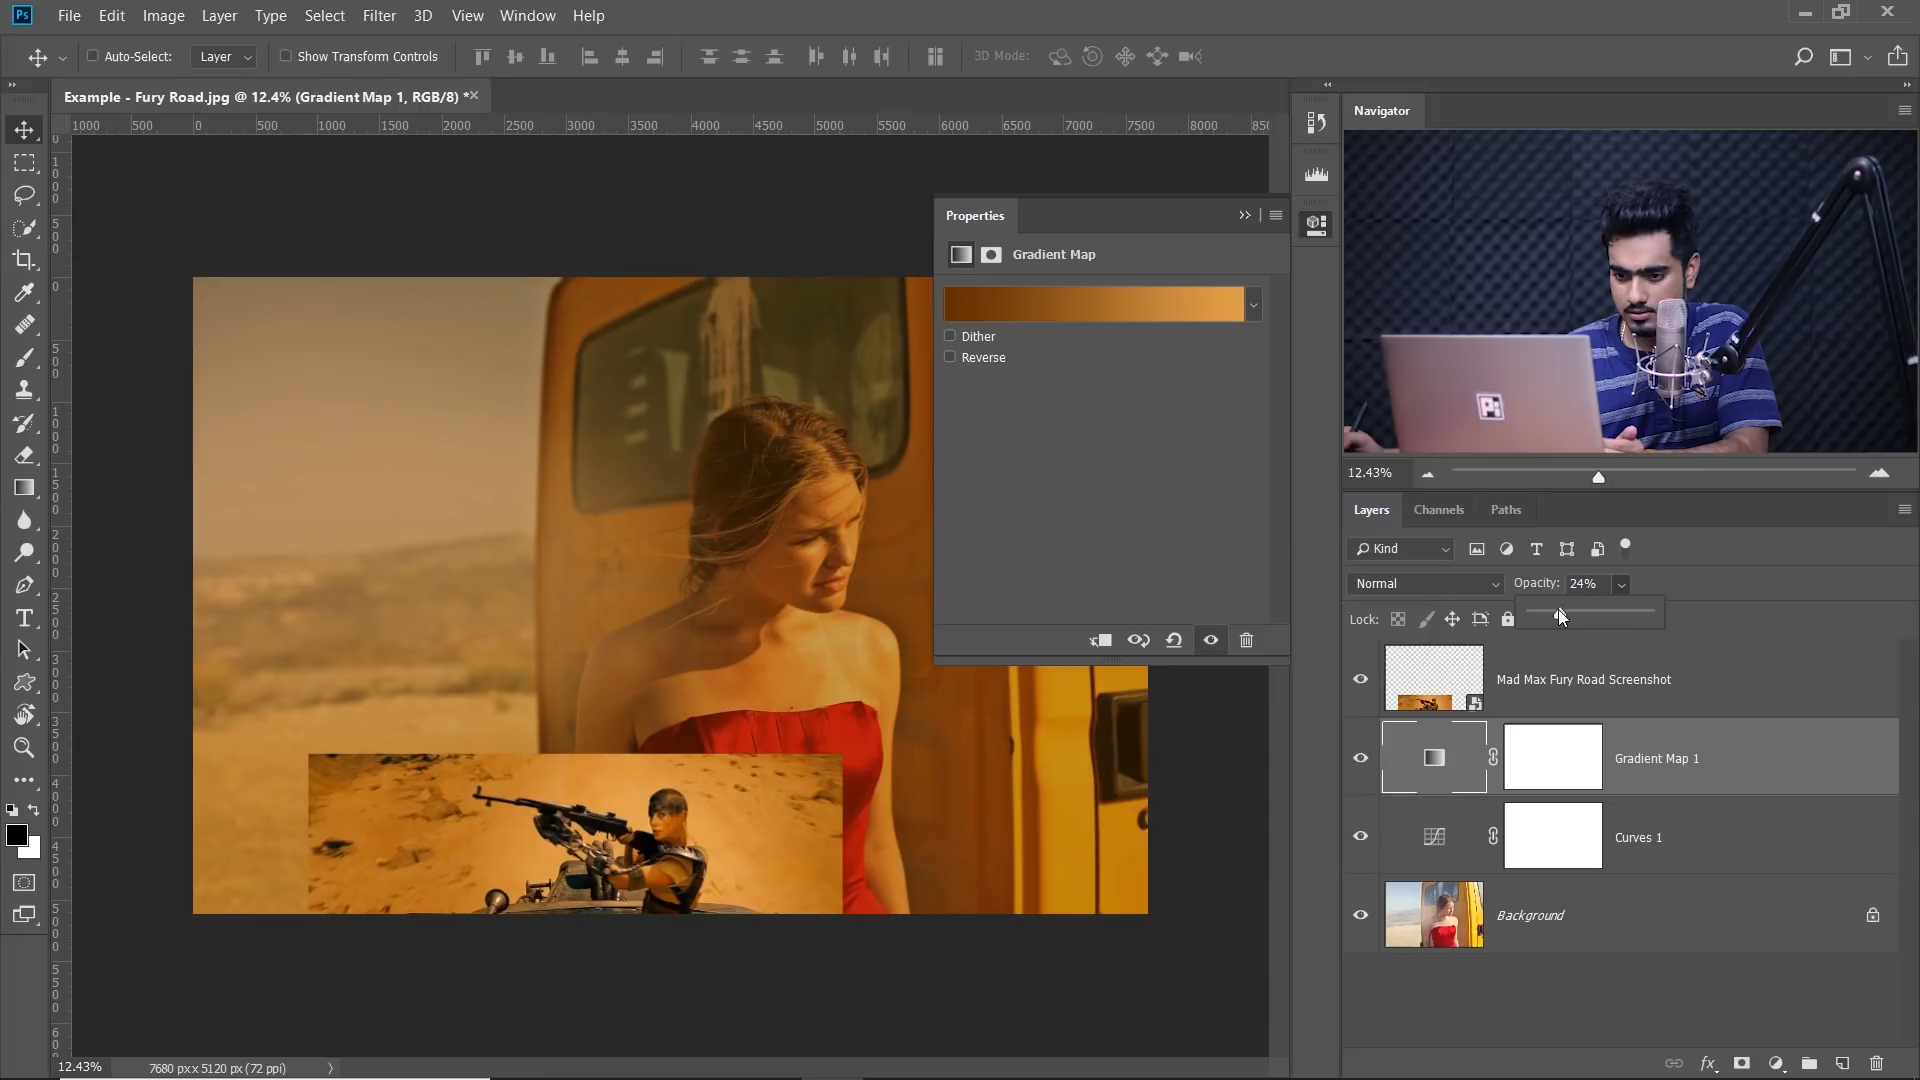 Ps File Edit Image Layer Type Select Filter 3D View Window Help
Auto-Select: Layer Show Transform Controls 3D Mode:
Example - Fury Road.jpg @ 12.4% (Gradient Map 1, RGB/8) *
1000 500 0 500 1000 1500 2000 2500 3000 3500 4000 4500 5000 5500 6000 6500 7000 7500 8000 850
Navigator
Properties
Gradient Map
Dither
Reverse
12.43%
Layers Channels Paths
Kind
Normal Opacity: 24%
Lock:
Mad Max Fury Road Screenshot
Gradient Map 1
Curves 1
Background
12.43% 7680 px x 5120 px (72 ppi)